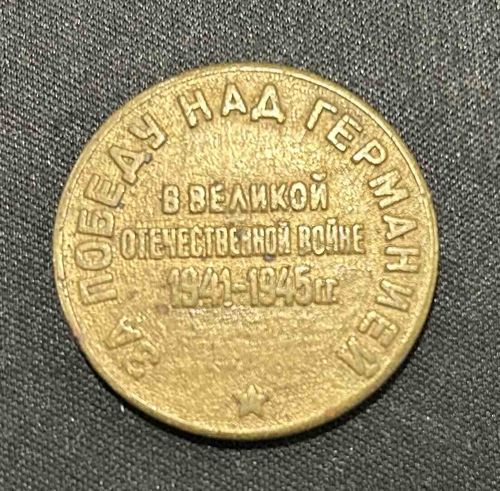 ЗА ПОБЕДУ НАД ГЕРМАНИЕЙ
В ВЕЛИКОЙ
ОТЕЧЕСТВЕННОЙ ВОЙНЕ
1941-1945 гг.